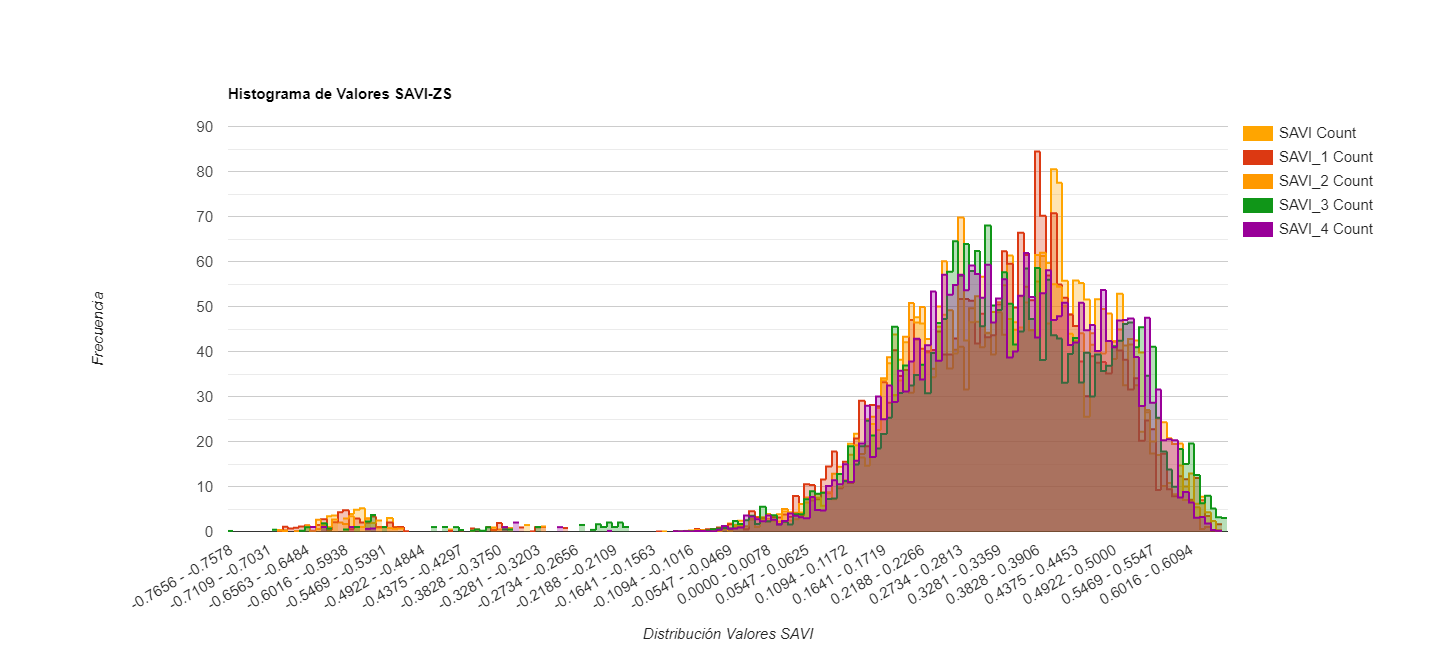 Histograma de Valores SAVI-ZS
90
80
70
60
50
40
30
20
10
0
Frecuencia
SAVI Count
SAVI_1 Count
SAVI_2 Count
SAVI_3 Count
SAVI_4 Count
-0.7656 - -0.7578
-0.7109 - -0.7031
-0.6563 - -0.6484
-0.6016 - -0.5938
-0.5469 - -0.5391
-0.4922 - -0.4844
-0.4375 - -0.4297
-0.3828 - -0.3750
-0.3281 - -0.3203
-0.2734 - -0.2656
-0.2188 - -0.2109
-0.1641 - -0.1563
-0.1094 - -0.1016
-0.0547 - -0.0469
0.0000 - 0.0078
0.0547 - 0.0625
0.1094 - 0.1172
0.1641 - 0.1719
0.2188 - 0.2266
0.2734 - 0.2813
0.3281 - 0.3359
0.3828 - 0.3906
0.4375 - 0.4453
0.4922 - 0.5000
0.5469 - 0.5547
0.6016 - 0.6094
Distribución Valores SAVI